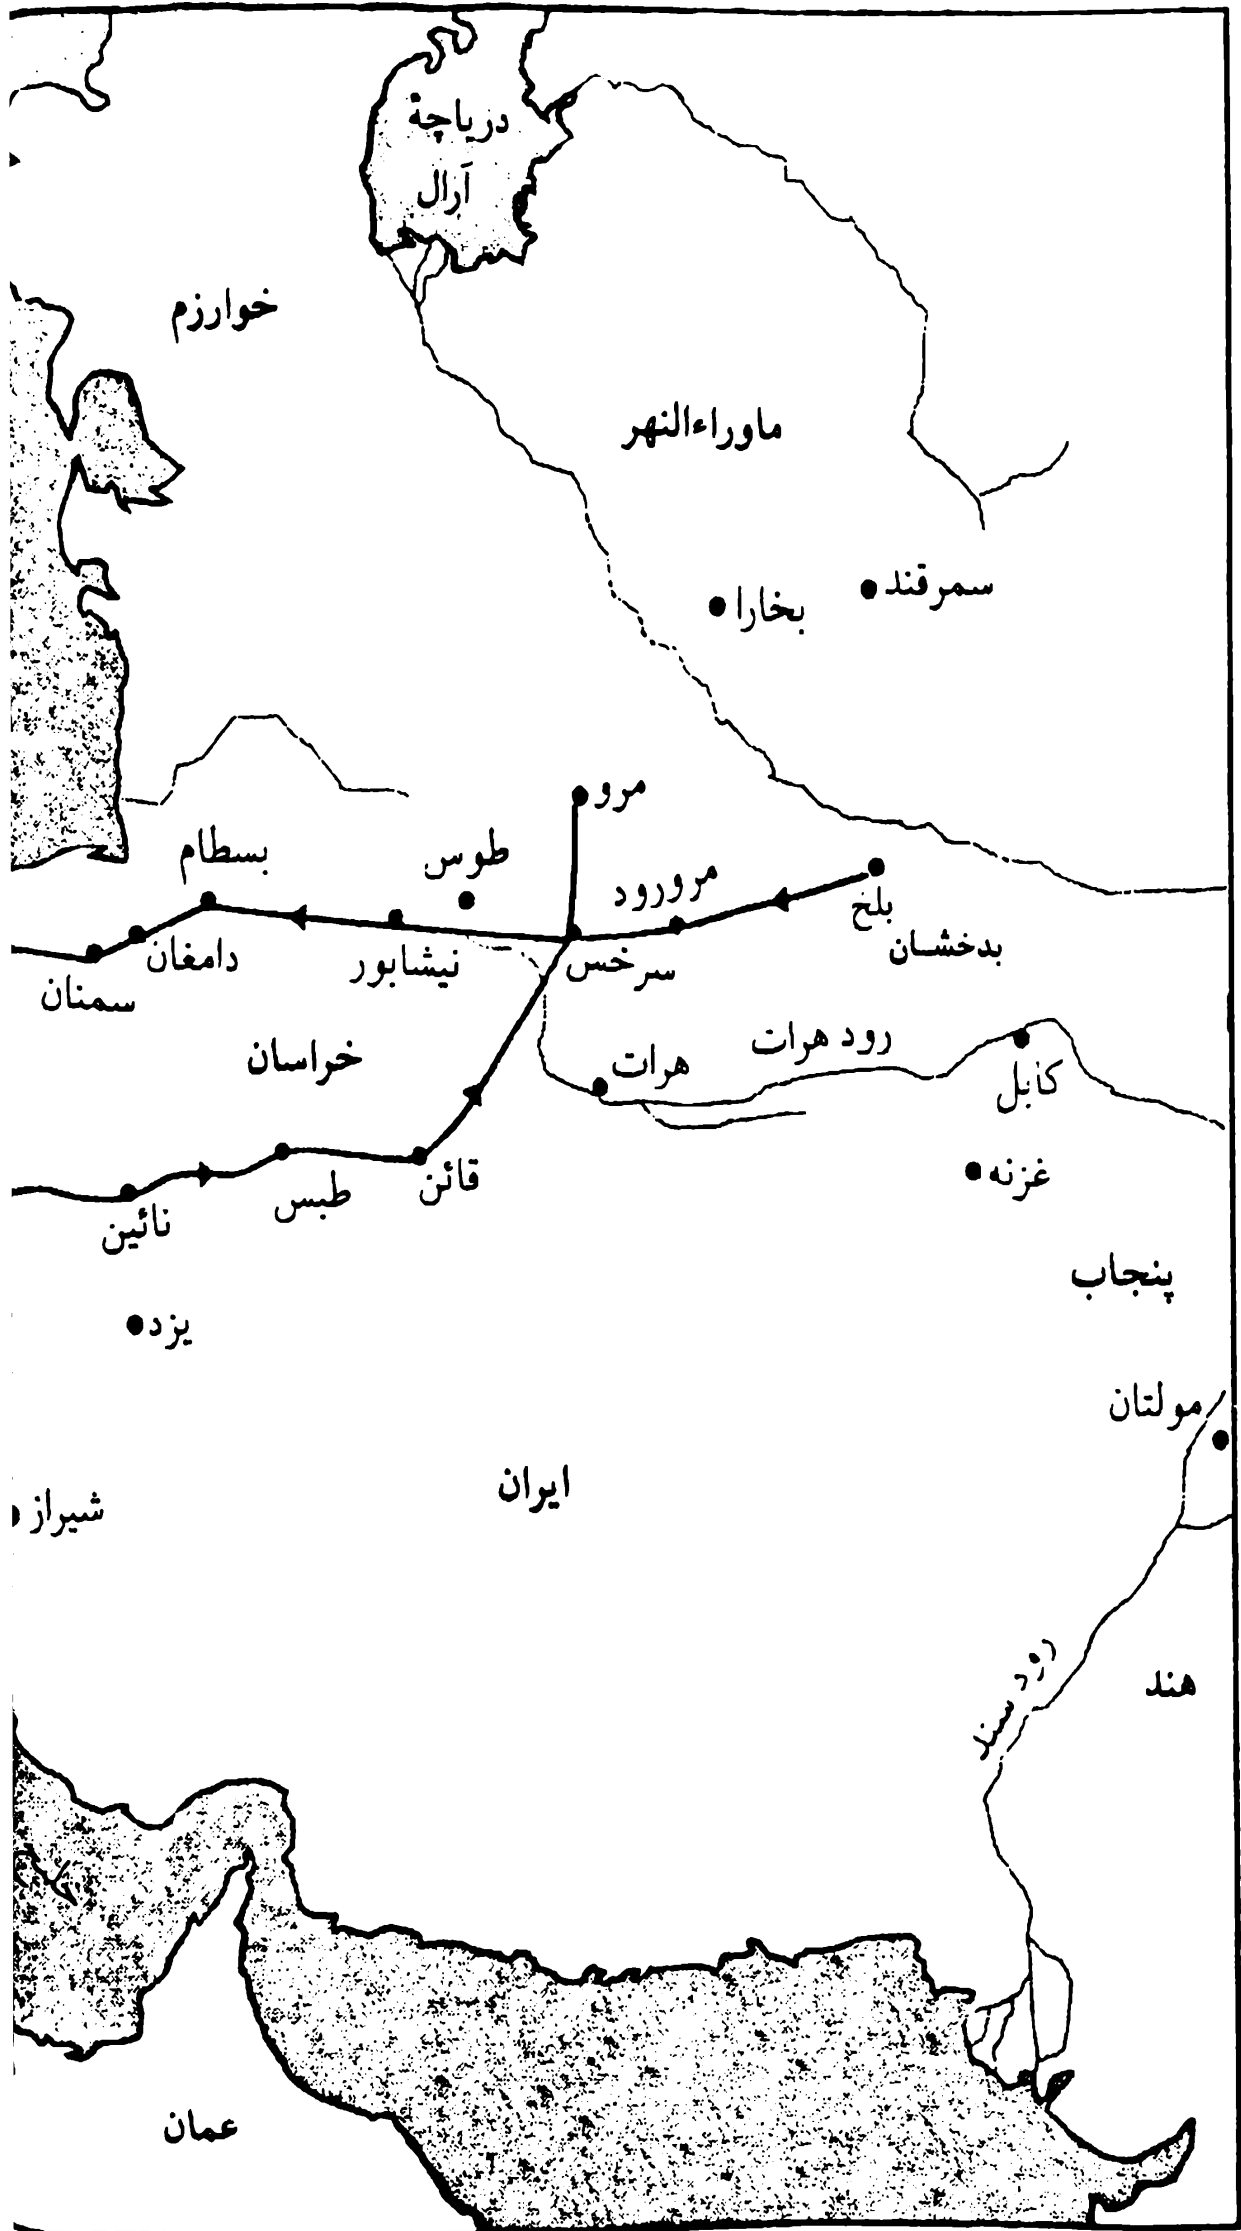 دریاچهٔ
آرال
خوارزم
ماوراءالنهر
سمرقند
بخارا
مرو
بسطام
طوس
مرورود
بلخ
بدخشان
سرخس
نیشابور
دامغان
سمنان
خراسان
هرات
رود هرات
کابل
غزنه
قائن
طبس
نائین
پنجاب
یزد
مولتان
ایران
شیراز
رود سند
هند
عمان